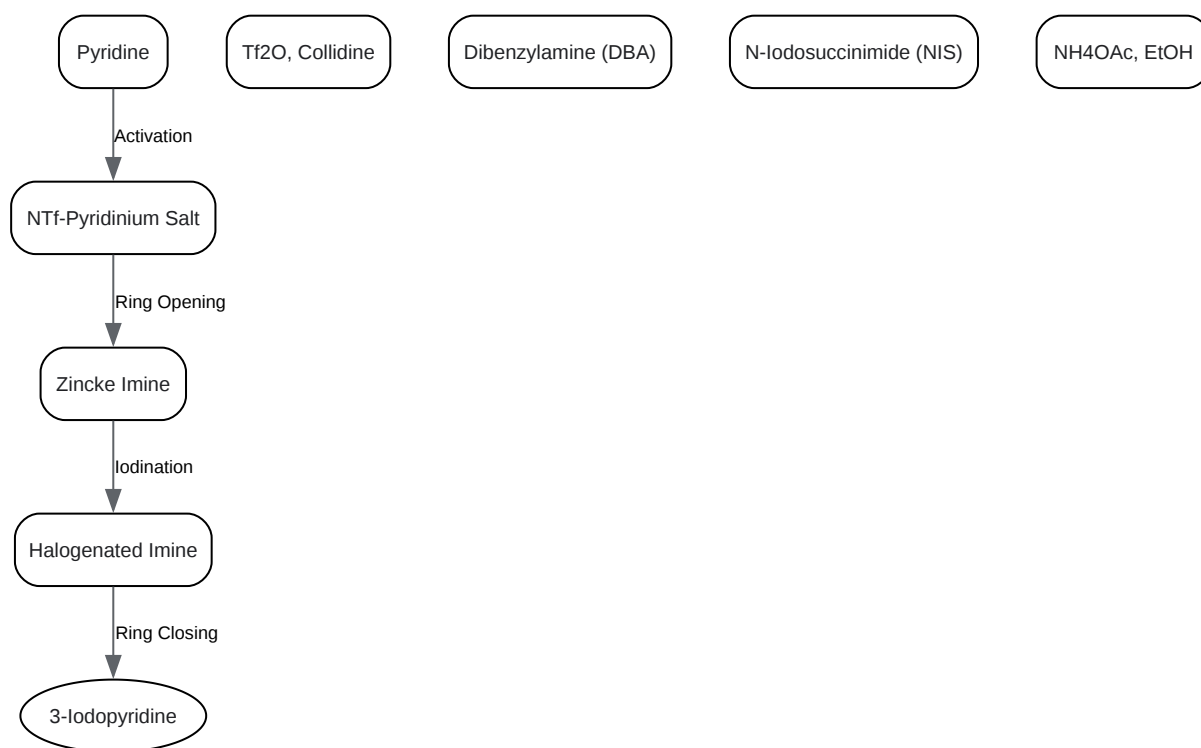 Pyridine
Tf2O, Collidine
Dibenzylamine (DBA)
N-Iodosuccinimide (NIS)
NH4OAc, EtOH
Activation
NTf-Pyridinium Salt
Ring Opening
Zincke Imine
Iodination
Halogenated Imine
Ring Closing
3-Iodopyridine